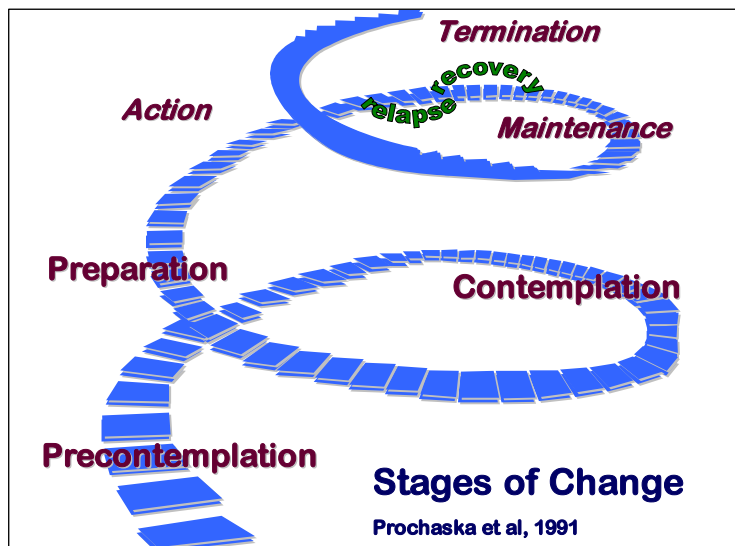 Termination
recovery
relapse
Action
Maintenance
Preparation
Contemplation
Precontemplation
Stages of Change
Prochaska et al, 1991